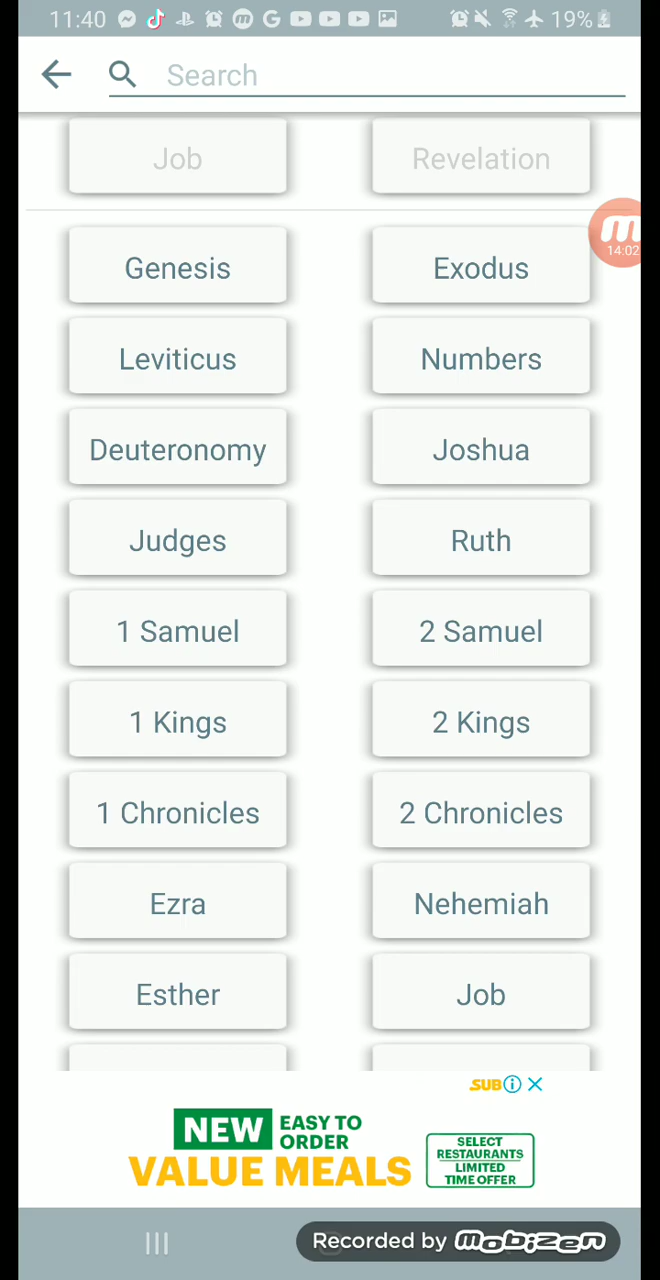 11:40
19%
Search
Job Revelation
Genesis Exodus
14:02
Leviticus Numbers
Deuteronomy Joshua
Judges Ruth
1 Samuel 2 Samuel
1 Kings 2 Kings
1 Chronicles 2 Chronicles
Ezra Nehemiah
Esther Job
SUB
NEW EASY TO
ORDER
VALUE MEALS
SELECT
RESTAURANTS
LIMITED
TIME OFFER
Recorded by mobizen